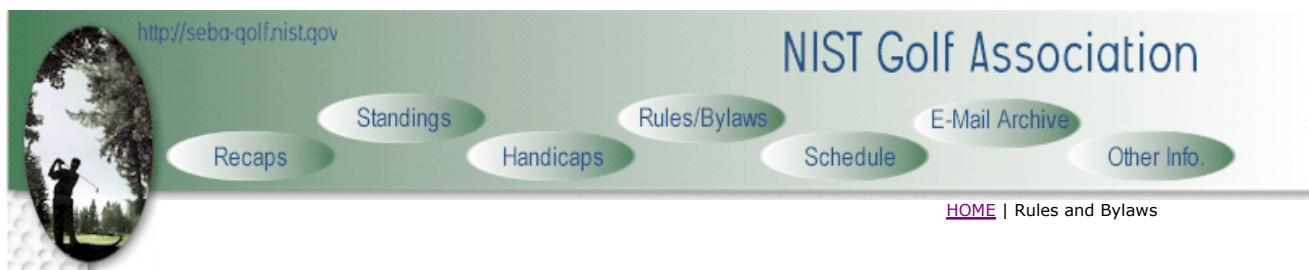 http://seba-golf.nist.gov
NIST Golf Association
Standings
Rules/Bylaws
E-Mail Archive
Recaps
Handicaps
Schedule
Other Info.
HOME | Rules and Bylaws